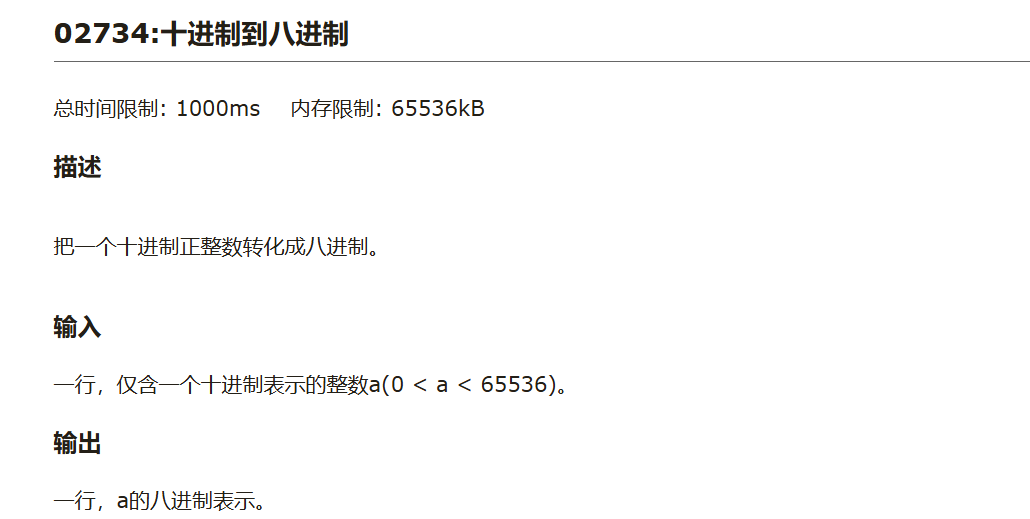 02734:十进制到八进制
总时间限制: 1000ms 内存限制: 65536kB
描述
把一个十进制正整数转化成八进制。
输入
一行，仅含一个十进制表示的整数a(0 < a < 65536)。
输出
一行，a的八进制表示。